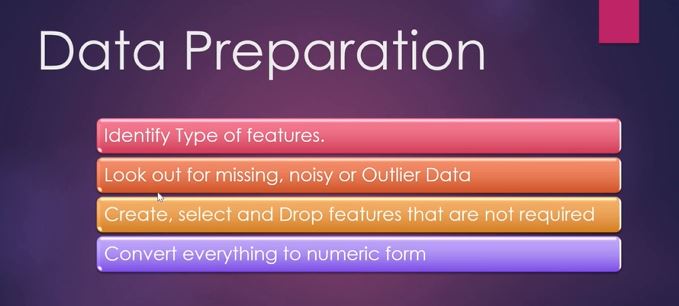 Data Preparation
Identify Type of features.
Look out for missing, noisy or Outlier Data
Create, select and Drop features that are not required
Convert everything to numeric form